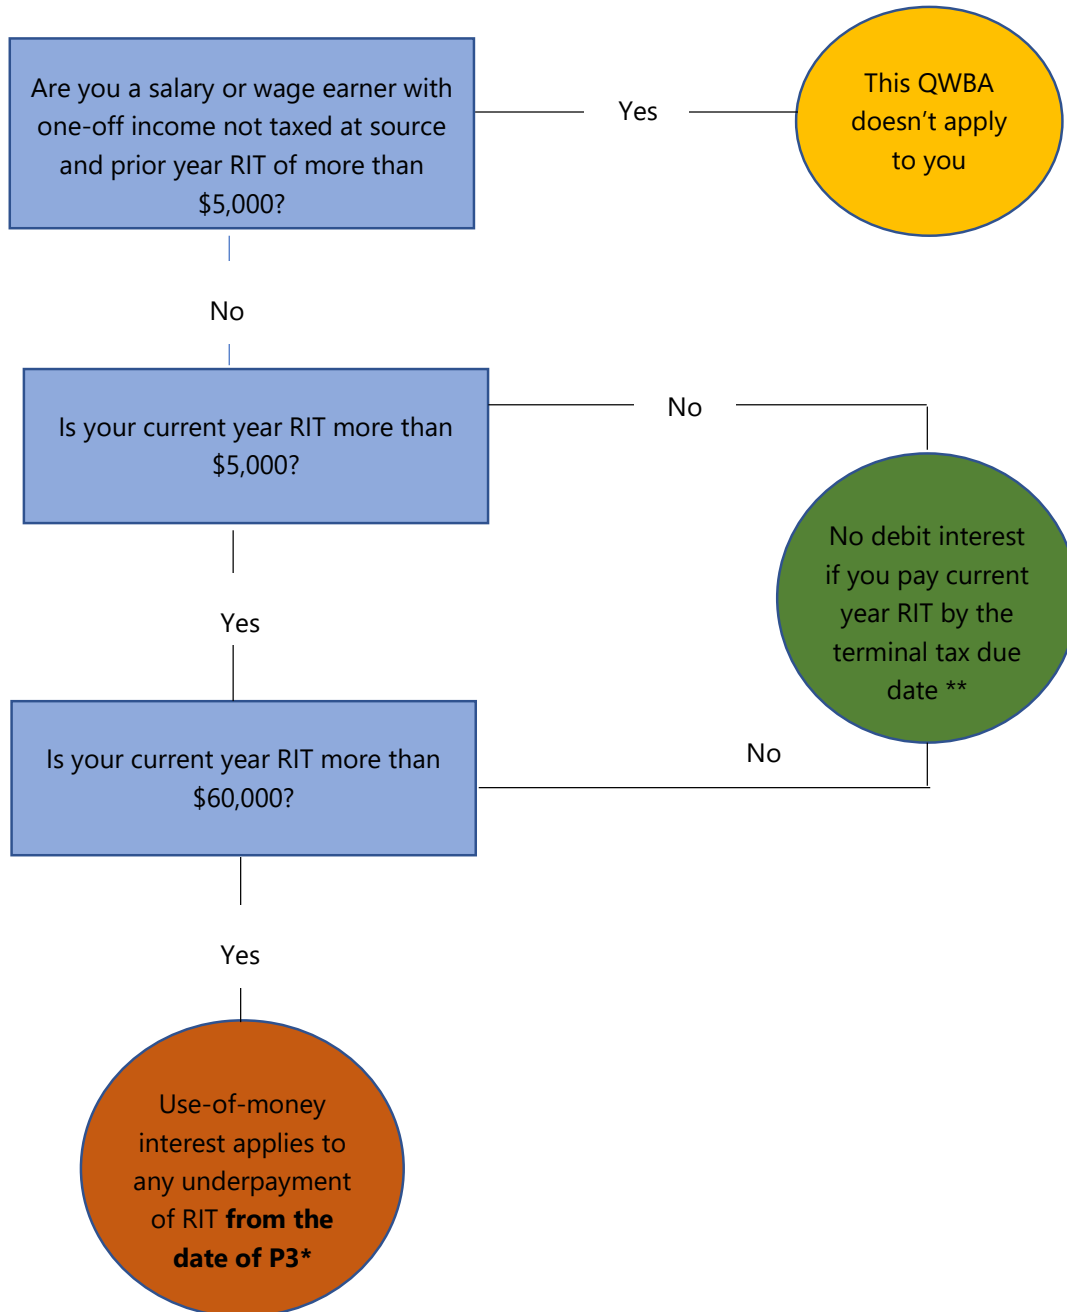 Are you a salary or wage earner with
one-off income not taxed at source
and prior year RIT of more than
$5,000?
Yes
This QWBA
doesn’t apply
to you
No
Is your current year RIT more than
$5,000?
No
No debit interest
if you pay current
year RIT by the
terminal tax due
date **
Yes
Is your current year RIT more than
$60,000?
No
Yes
Use-of-money
interest applies to
any underpayment
of RIT from the
date of P3*